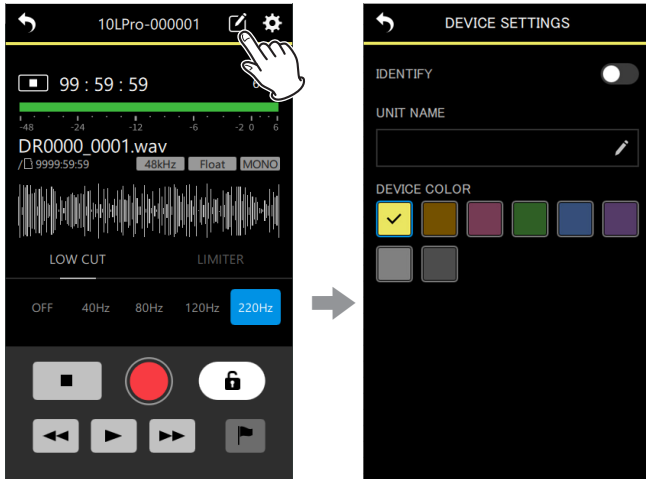 10LPro-000001
99 : 59 : 59
-48 -24 -12 -6 -2 0 6
DR0000_0001.wav
/ 9999:59:59 48kHz Float MONO
LOW CUT LIMITER
OFF 40Hz 80Hz 120Hz 220Hz
DEVICE SETTINGS
IDENTIFY
UNIT NAME
DEVICE COLOR